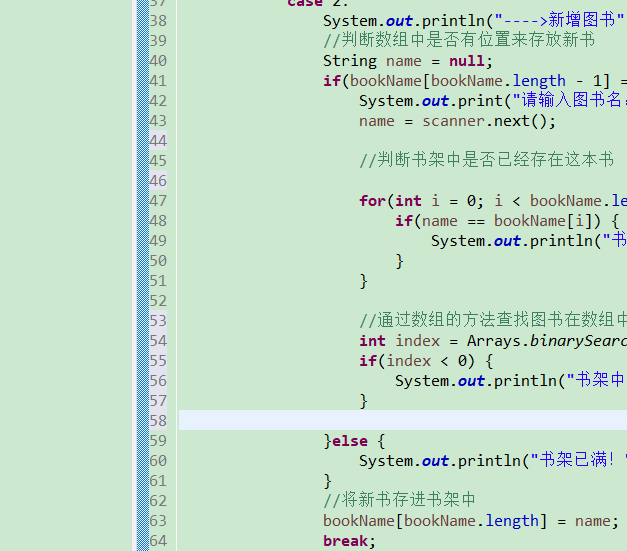 case 2:
38 System.out.println("---->新增图书"
39 //判断数组中是否有位置来存放新书
40 String name = null;
41 if(bookName[bookName.length - 1] =
42 System.out.print("请输入图书名
43 name = scanner.next();
44
45 //判断书架中是否已经存在这本书
46
47 for(int i = 0; i < bookName.le
48 if(name == bookName[i]) {
49 System.out.println("书
50 }
51 }
52
53 //通过数组的方法查找图书在数组中
54 int index = Arrays.binarySearc
55 if(index < 0) {
56 System.out.println("书架中
57 }
58
59 }else {
60 System.out.println("书架已满!"
61 }
62 //将新书存进书架中
63 bookName[bookName.length] = name;
64 break;